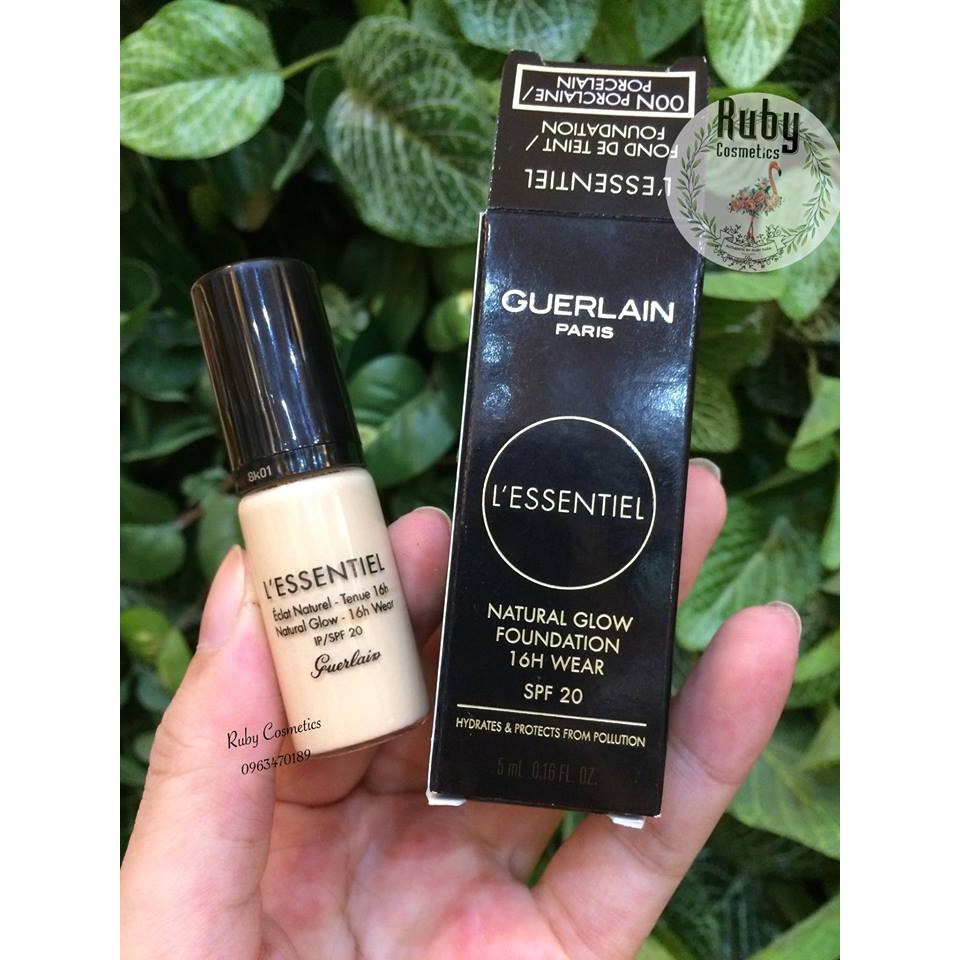 00N PORCLAINE/
PORCELAIN
FOND DE TEINT /
FOUNDATION
L'ESSENTIEL
Ruby
Cosmetics
GUERLAIN
PARIS
L'ESSENTIEL
NATURAL GLOW
FOUNDATION
16H WEAR
SPF 20
HYDRATES & PROTECTS FROM POLLUTION
5 mL 0.16 FL. OZ.
8k01
L'ESSENTIEL
Éclat Naturel - Tenue 16h
Natural Glow - 16h Wear
IP/SPF 20
Guerlain
Ruby Cosmetics
0963470189